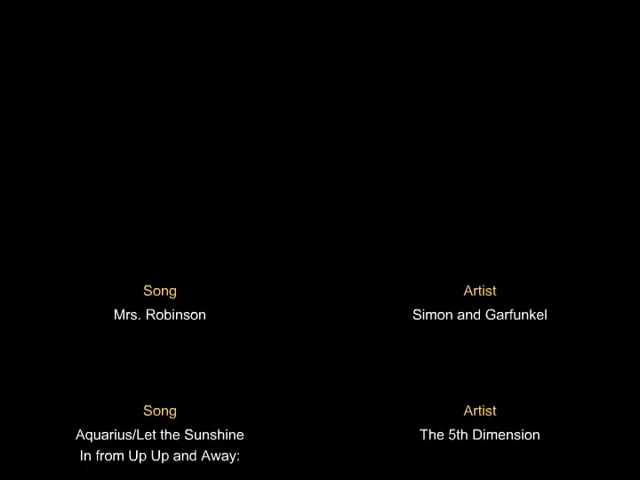 Song
Artist
Mrs. Robinson
Simon and Garfunkel
Song
Artist
Aquarius/Let the Sunshine
The 5th Dimension
In from Up Up and Away: